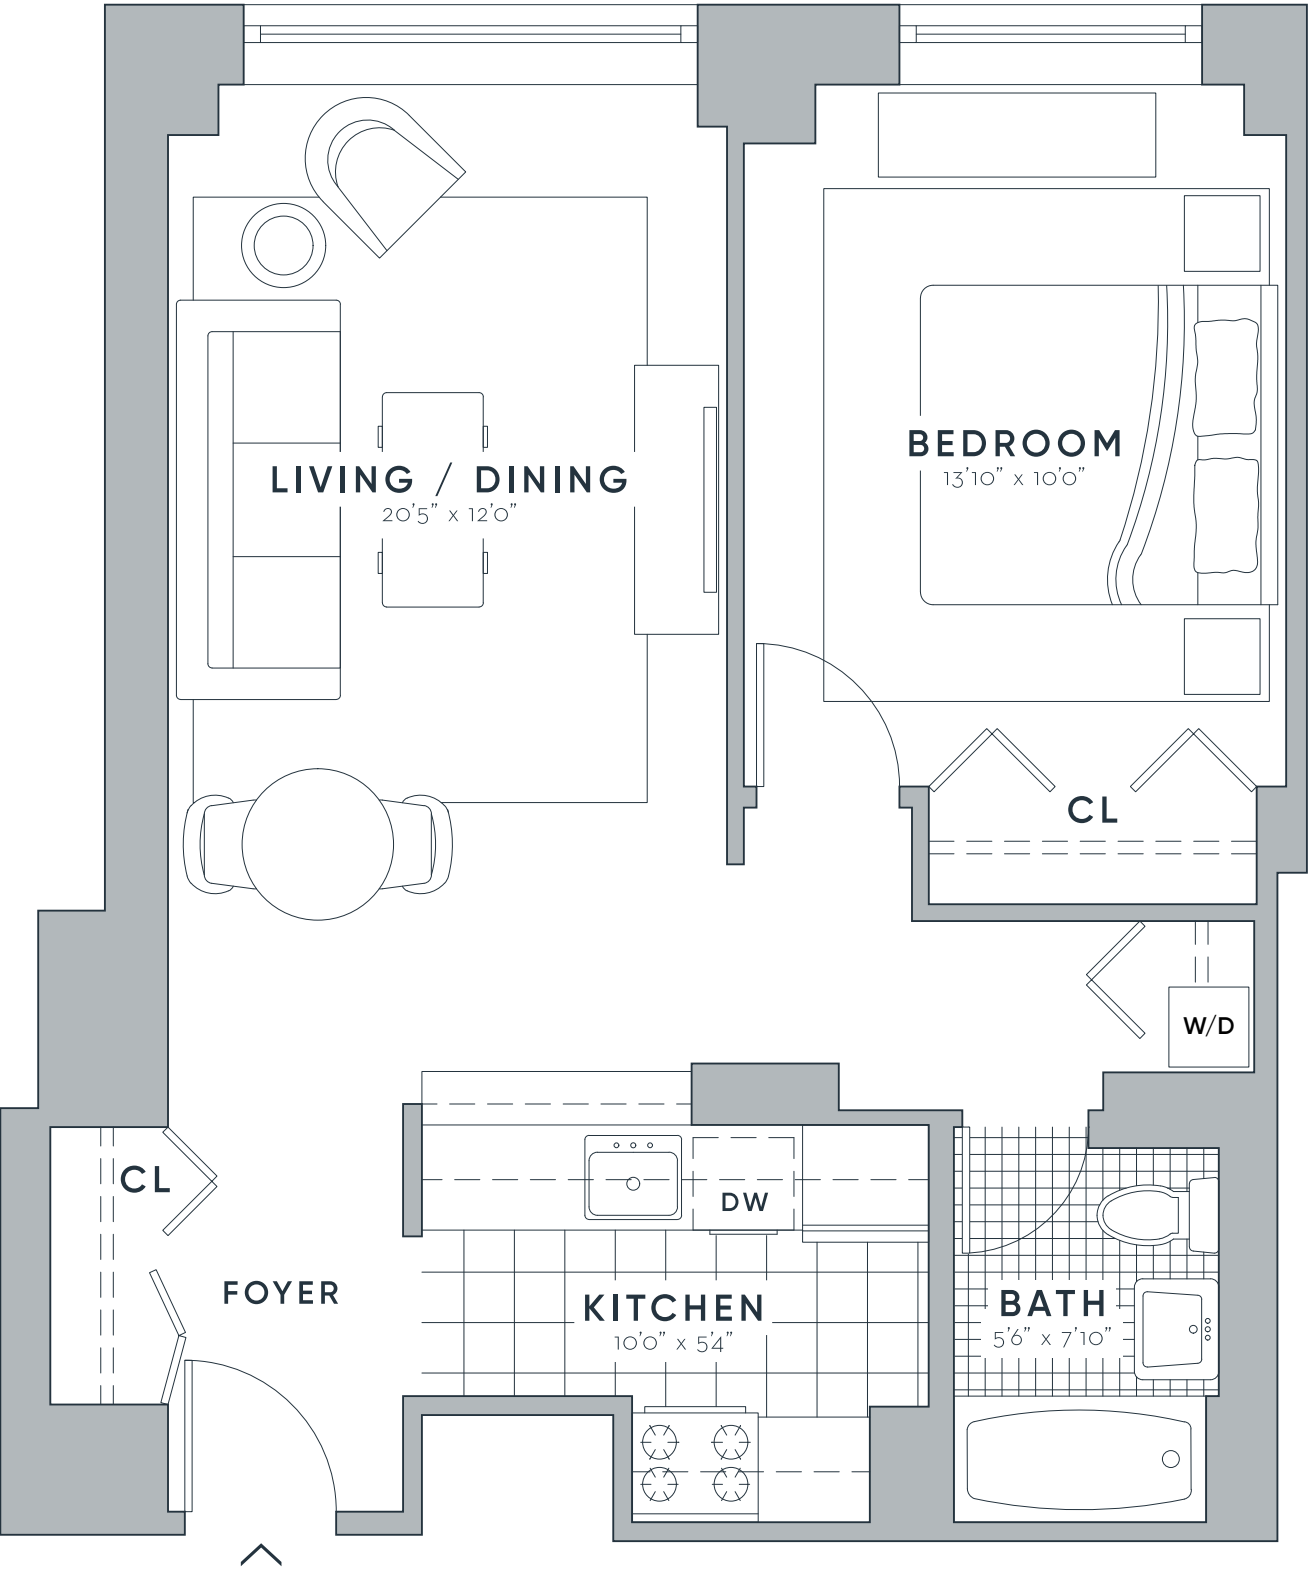 BEDROOM
13'10" x 10'0"
LIVING / DINING
20'5" x 12'0"
CL
W/D
CL
DW
FOYER
KITCHEN
10'0" x 5'4"
BATH
5'6" x 7'10"